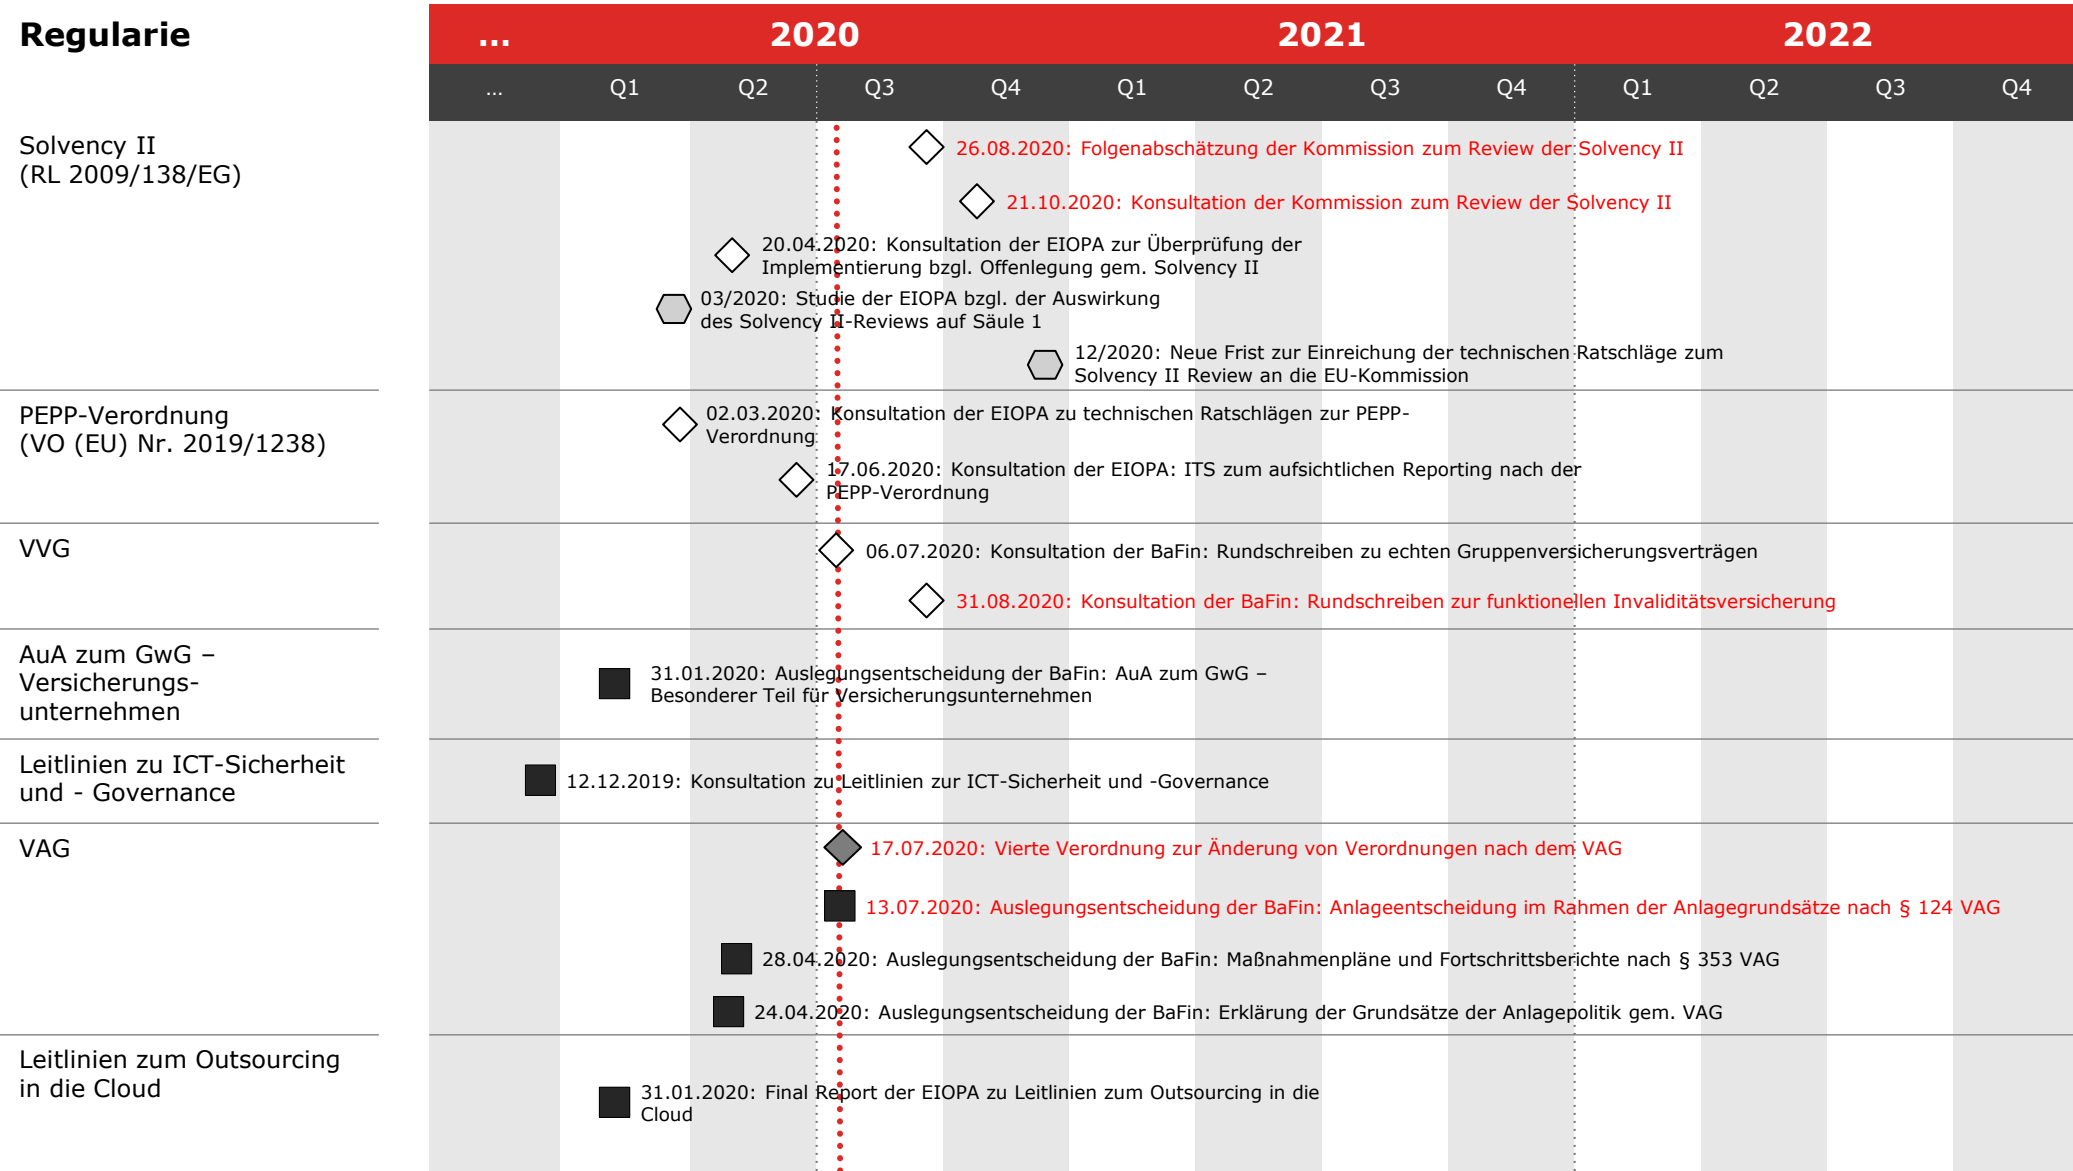 Regularie
... 2020 2021 2022
... Q1 Q2 Q3 Q4 Q1 Q2 Q3 Q4 Q1 Q2 Q3 Q4
Solvency II
(RL 2009/138/EG)
26.08.2020: Folgenabschätzung der Kommission zum Review der Solvency II
21.10.2020: Konsultation der Kommission zum Review der Solvency II
20.04.2020: Konsultation der EIOPA zur Überprüfung der
Implementierung bzgl. Offenlegung gem. Solvency II
03/2020: Studie der EIOPA bzgl. der Auswirkung
des Solvency II-Reviews auf Säule 1
12/2020: Neue Frist zur Einreichung der technischen Ratschläge zum
Solvency II Review an die EU-Kommission
PEPP-Verordnung
(VO (EU) Nr. 2019/1238)
02.03.2020: Konsultation der EIOPA zu technischen Ratschlägen zur PEPP-
Verordnung
17.06.2020: Konsultation der EIOPA: ITS zum aufsichtlichen Reporting nach der
PEPP-Verordnung
VVG
06.07.2020: Konsultation der BaFin: Rundschreiben zu echten Gruppenversicherungsverträgen
31.08.2020: Konsultation der BaFin: Rundschreiben zur funktionellen Invaliditätsversicherung
AuA zum GwG –
Versicherungs-
unternehmen
31.01.2020: Auslegungsentscheidung der BaFin: AuA zum GwG –
Besonderer Teil für Versicherungsunternehmen
Leitlinien zu ICT-Sicherheit
und - Governance
12.12.2019: Konsultation zu Leitlinien zur ICT-Sicherheit und -Governance
VAG
17.07.2020: Vierte Verordnung zur Änderung von Verordnungen nach dem VAG
13.07.2020: Auslegungsentscheidung der BaFin: Anlageentscheidung im Rahmen der Anlagegrundsätze nach § 124 VAG
28.04.2020: Auslegungsentscheidung der BaFin: Maßnahmenpläne und Fortschrittsberichte nach § 353 VAG
24.04.2020: Auslegungsentscheidung der BaFin: Erklärung der Grundsätze der Anlagepolitik gem. VAG
Leitlinien zum Outsourcing
in die Cloud
31.01.2020: Final Report der EIOPA zu Leitlinien zum Outsourcing in die
Cloud